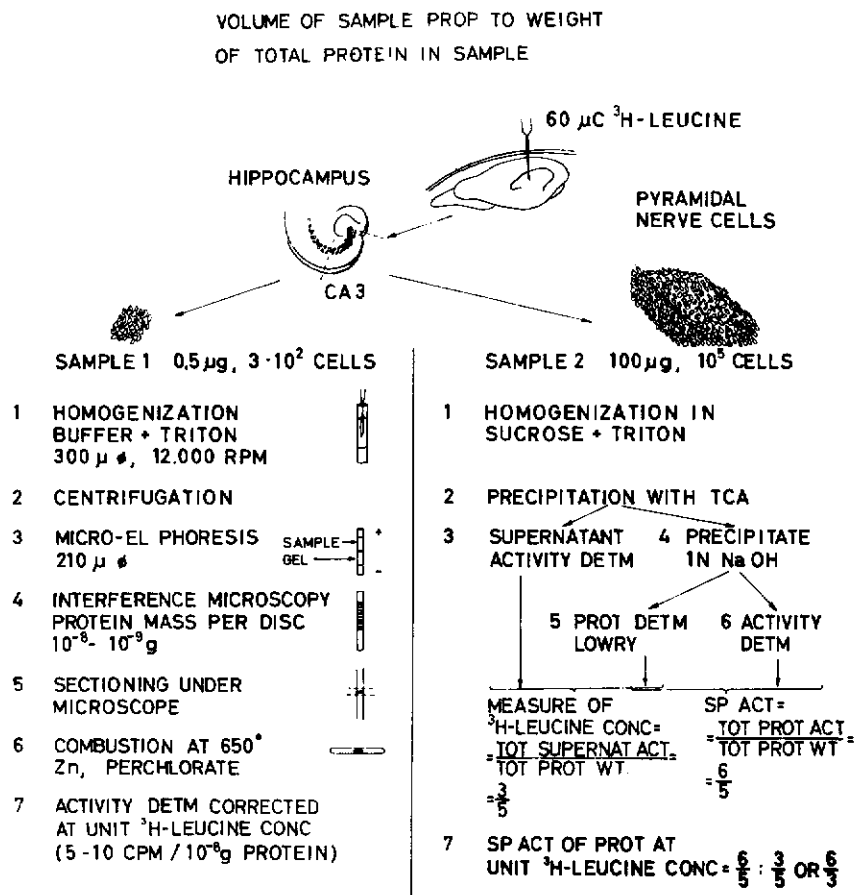 VOLUME OF SAMPLE PROP TO WEIGHT
OF TOTAL PROTEIN IN SAMPLE
60 μC ³H-LEUCINE
HIPPOCAMPUS
PYRAMIDAL
NERVE CELLS
CA3
SAMPLE 1 0,5 μg, 3·10² CELLS
1 HOMOGENIZATION
BUFFER + TRITON
300 μ ø, 12.000 RPM
2 CENTRIFUGATION
3 MICRO-EL PHORESIS
210 μ ø
SAMPLE
GEL
+
-
4 INTERFERENCE MICROSCOPY
PROTEIN MASS PER DISC
10⁻⁸- 10⁻⁹g
5 SECTIONING UNDER
MICROSCOPE
6 COMBUSTION AT 650°
Zn, PERCHLORATE
7 ACTIVITY DETM CORRECTED
AT UNIT ³H-LEUCINE CONC
(5-10 CPM / 10⁻⁸g PROTEIN)
SAMPLE 2 100μg, 10⁵ CELLS
1 HOMOGENIZATION IN
SUCROSE + TRITON
2 PRECIPITATION WITH TCA
3 SUPERNATANT
ACTIVITY DETM
4 PRECIPITATE
1N NaOH
5 PROT DETM
LOWRY
6 ACTIVITY
DETM
MEASURE OF
³H-LEUCINE CONC=
=TOT SUPERNAT ACT=
TOT PROT WT.
=3
5
SP ACT=
=TOT PROT ACT=
TOT PROT WT
=6
5
7 SP ACT OF PROT AT
UNIT ³H-LEUCINE CONC = 6/5 : 3/5 OR 6/3